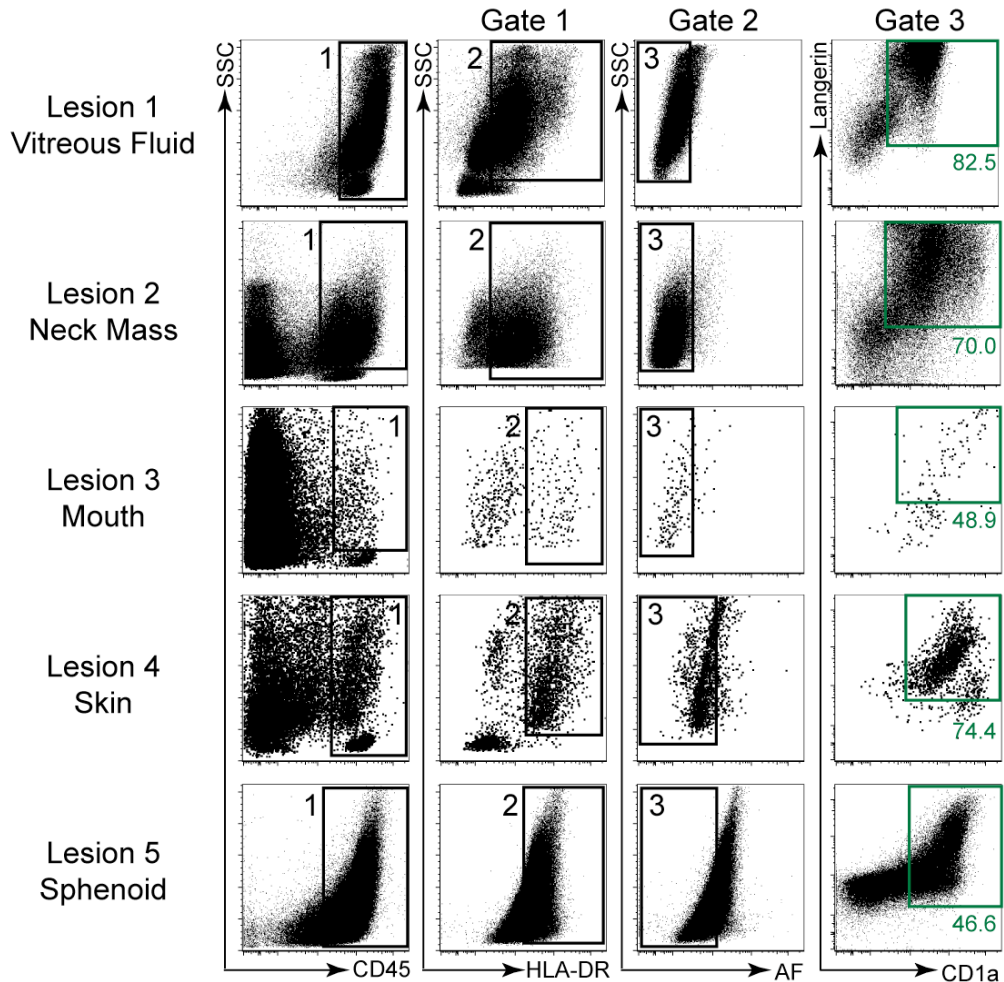 Gate 1 Gate 2 Gate 3
Lesion 1
Vitreous Fluid
SSC 1 SSC 2 SSC 3 Langerin 82.5
Lesion 2
Neck Mass
1 2 3 70.0
Lesion 3
Mouth
1 2 3 48.9
Lesion 4
Skin
1 2 3 74.4
Lesion 5
Sphenoid
1 2 3 46.6
CD45 HLA-DR AF CD1a